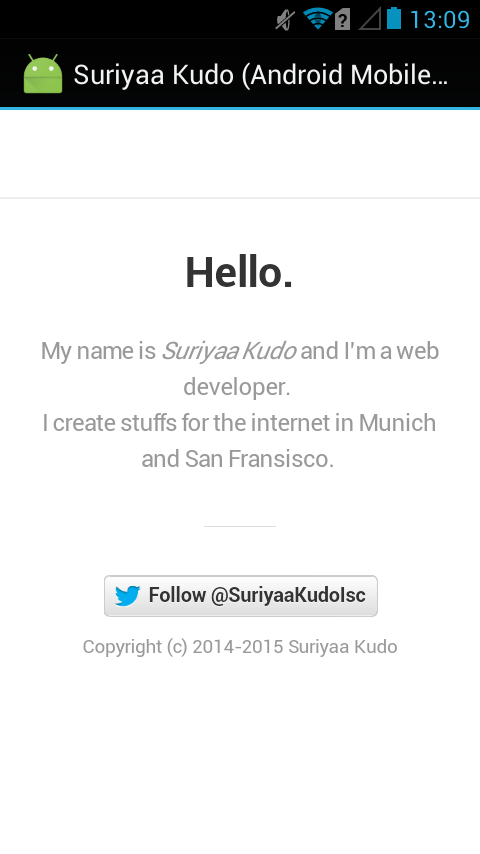 13:09
Suriyaa Kudo (Android Mobile...
Hello.
My name is Suriyaa Kudo and I'm a web
developer.
I create stuffs for the internet in Munich
and San Fransisco.
Follow @SuriyaaKudoIsc
Copyright (c) 2014-2015 Suriyaa Kudo